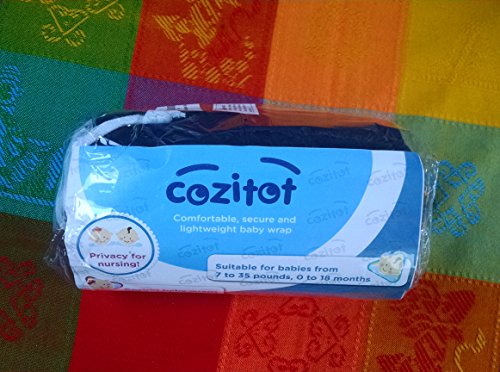 cozitot
Comfortable, secure and
lightweight baby wrap
Privacy for
nursing!
Suitable for babies from
7 to 35 pounds, 0 to 18 months